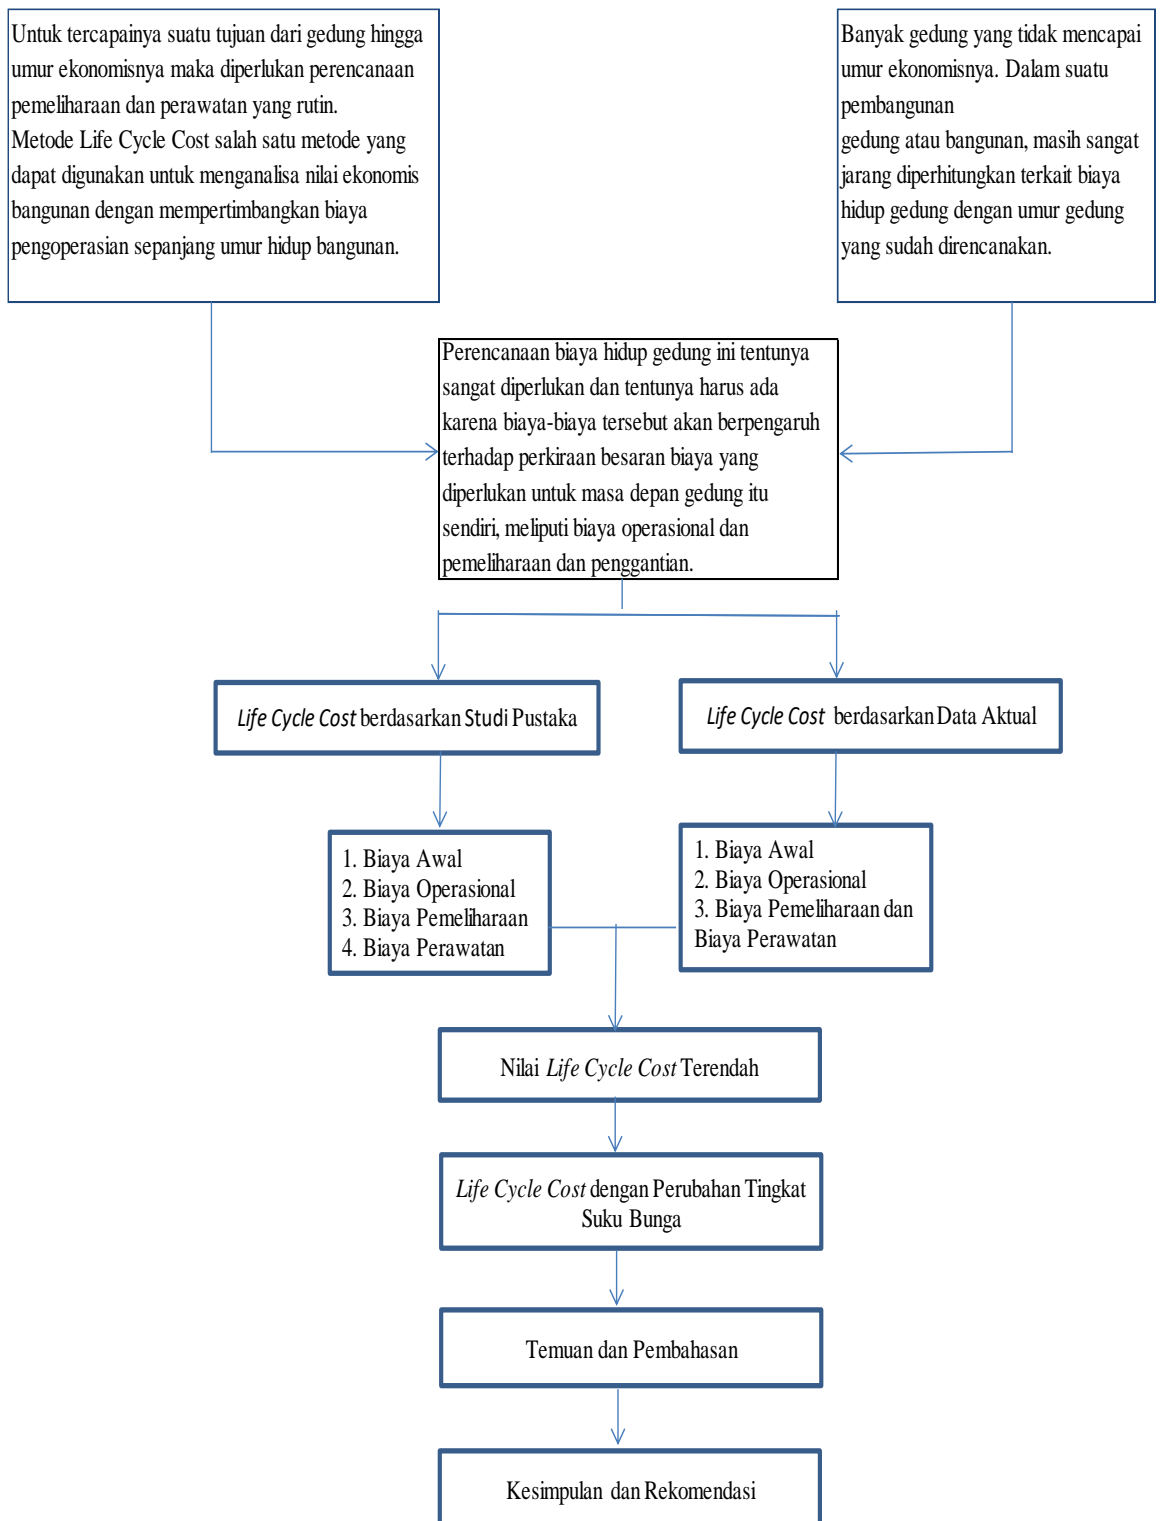 Untuk tercapainya suatu tujuan dari gedung hingga
umur ekonomisnya maka diperlukan perencanaan
pemeliharaan dan perawatan yang rutin.
Metode Life Cycle Cost salah satu metode yang
dapat digunakan untuk menganalisa nilai ekonomis
bangunan dengan mempertimbangkan biaya
pengoperasian sepanjang umur hidup bangunan.
Banyak gedung yang tidak mencapai
umur ekonomisnya. Dalam suatu
pembangunan
gedung atau bangunan, masih sangat
jarang diperhitungkan terkait biaya
hidup gedung dengan umur gedung
yang sudah direncanakan.
Perencanaan biaya hidup gedung ini tentunya
sangat diperlukan dan tentunya harus ada
karena biaya-biaya tersebut akan berpengaruh
terhadap perkiraan besaran biaya yang
diperlukan untuk masa depan gedung itu
sendiri, meliputi biaya operasional dan
pemeliharaan dan penggantian.
Life Cycle Cost berdasarkan Studi Pustaka
Life Cycle Cost berdasarkan Data Aktual
1. Biaya Awal
2. Biaya Operasional
3. Biaya Pemeliharaan
4. Biaya Perawatan
1. Biaya Awal
2. Biaya Operasional
3. Biaya Pemeliharaan dan
Biaya Perawatan
Nilai Life Cycle Cost Terendah
Life Cycle Cost dengan Perubahan Tingkat
Suku Bunga
Temuan dan Pembahasan
Kesimpulan dan Rekomendasi